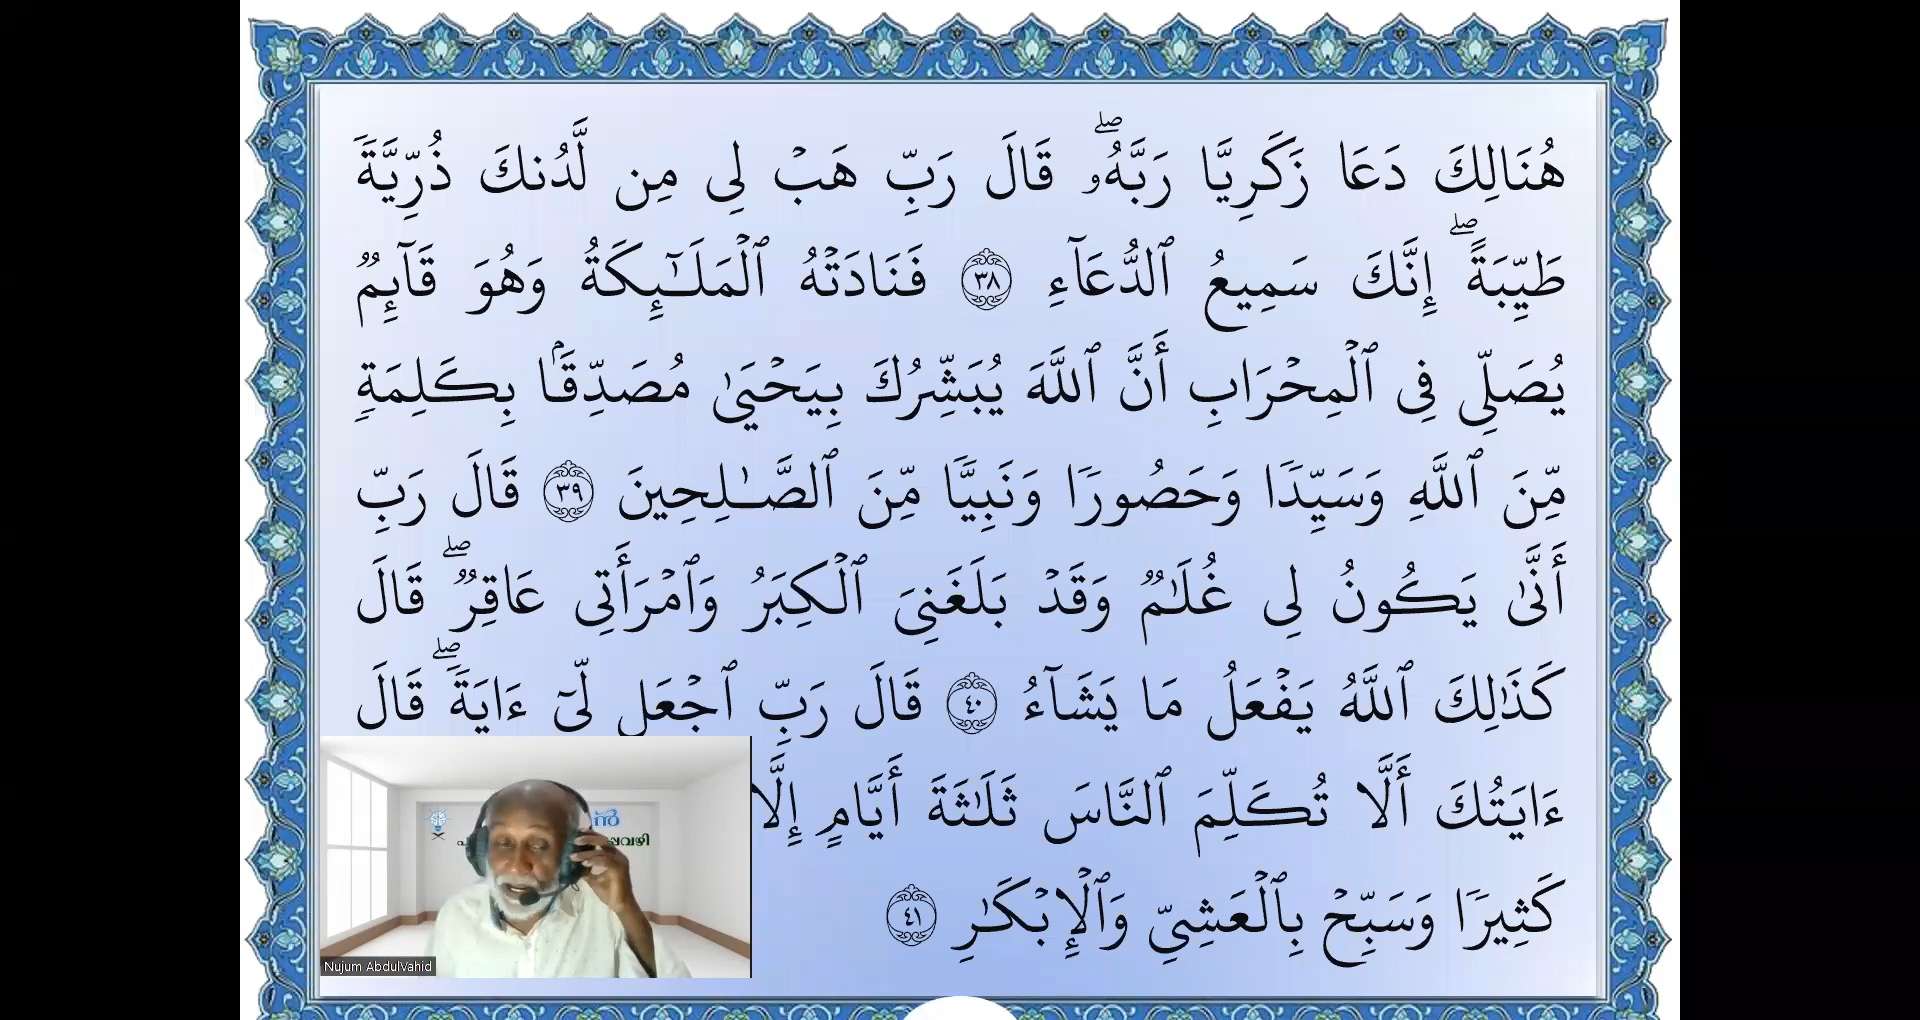 هُنَالِكَ دَعَا زَكَرِيَّا رَبَّهُۥۖ قَالَ رَبِّ هَبْ لِى مِن لَّدُنكَ ذُرِّيَّةً
طَيِّبَةًۖ إِنَّكَ سَمِيعُ ٱلدُّعَآءِ ٣٨ فَنَادَتْهُ ٱلْمَلَـٰٓئِكَةُ وَهُوَ قَآئِمٌ
يُصَلِّى فِى ٱلْمِحْرَابِ أَنَّ ٱللَّهَ يُبَشِّرُكَ بِيَحْيَىٰ مُصَدِّقًۢا بِكَلِمَةٍ
مِّنَ ٱللَّهِ وَسَيِّدًا وَحَصُورًا وَنَبِيًّا مِّنَ ٱلصَّـٰلِحِينَ ٣٩ قَالَ رَبِّ
أَنَّىٰ يَكُونُ لِى غُلَـٰمٌ وَقَدْ بَلَغَنِىَ ٱلْكِبَرُ وَٱمْرَأَتِى عَاقِرٌۖ قَالَ
كَذَٰلِكَ ٱللَّهُ يَفْعَلُ مَا يَشَآءُ ٤٠ قَالَ رَبِّ ٱجْعَل لِّىٓ ءَايَةًۖ قَالَ
ءَايَتُكَ أَلَّا تُكَلِّمَ ٱلنَّاسَ ثَلَـٰثَةَ أَيَّامٍ إِلَّا
كَثِيرًا وَسَبِّحْ بِٱلْعَشِىِّ وَٱلْإِبْكَـٰرِ ٤١
Nujum Abdulvahid